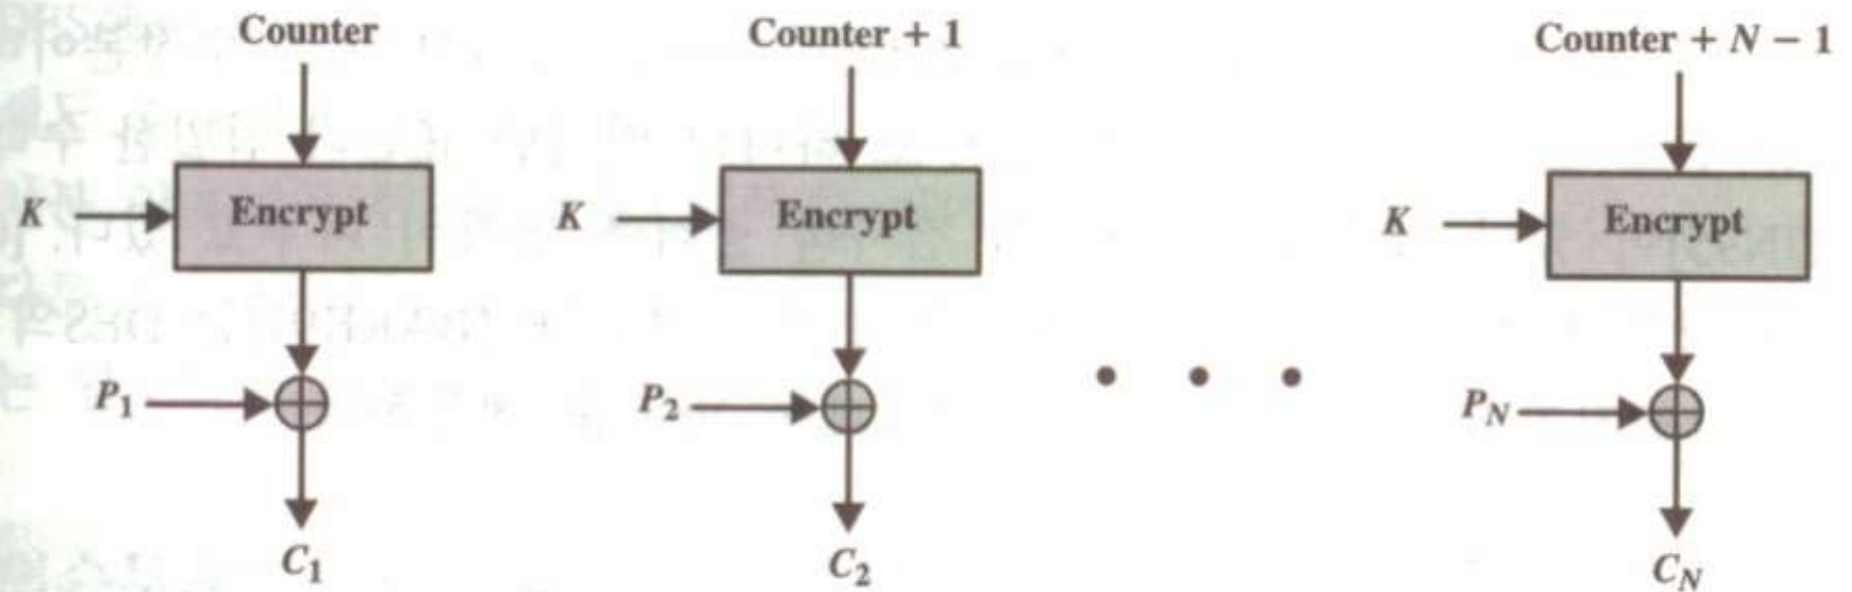 Counter
Counter + 1
Counter + N − 1
K
Encrypt
K
Encrypt
K
Encrypt
P1
P2
PN
C1
C2
CN